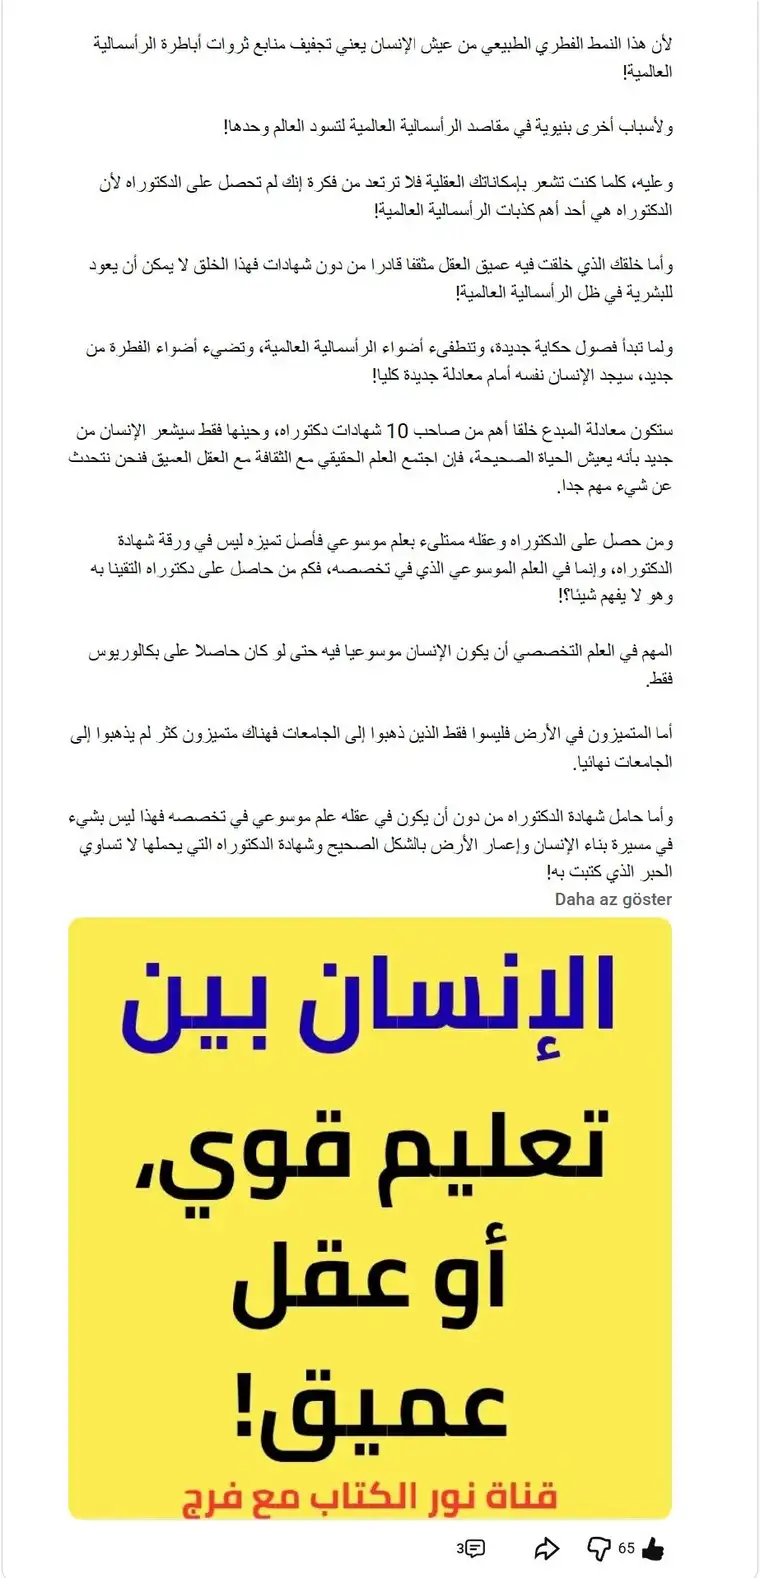 لأن هذا النمط الفطري الطبيعي من عيش الإنسان يعني تجفيف منابع ثروات أباطرة الرأسمالية
العالمية!
ولأسباب أخرى بنيوية في مقاصد الرأسمالية العالمية لتسود العالم وحدها!
وعليه، كلما كنت تشعر بإمكاناتك العقلية فلا ترتعد من فكرة إنك لم تحصل على الدكتوراه لأن
الدكتوراه هي أحد أهم كذبات الرأسمالية العالمية!
وأما خلقك الذي خلقت فيه عميق العقل مثقفا قادرا من دون شهادات فهذا الخلق لا يمكن أن يعود
للبشرية في ظل الرأسمالية العالمية!
ولما تبدأ فصول حكاية جديدة، وتنطفىء أضواء الرأسمالية العالمية، وتضيء أضواء الفطرة من
جديد، سيجد الإنسان نفسه أمام معادلة جديدة كليا!
ستكون معادلة المبدع خلقا أهم من صاحب 10 شهادات دكتوراه، وحينها فقط سيشعر الإنسان من
جديد بأنه يعيش الحياة الصحيحة، فإن اجتمع العلم الحقيقي مع الثقافة مع العقل العميق فنحن نتحدث
عن شيء مهم جدا.
ومن حصل على الدكتوراه وعقله ممتلىء بعلم موسوعي فأصل تميزه ليس في ورقة شهادة
الدكتوراه، وإنما في العلم الموسوعي الذي في تخصصه، فكم من حاصل على دكتوراه التقينا به
وهو لا يفهم شيئا؟!
المهم في العلم التخصصي أن يكون الإنسان موسوعيا فيه حتى لو كان حاصلا على بكالوريوس
فقط.
أما المتميزون في الأرض فليسوا فقط الذين ذهبوا إلى الجامعات فهناك متميزون كثر لم يذهبوا إلى
الجامعات نهائيا.
وأما حامل شهادة الدكتوراه من دون أن يكون في عقله علم موسوعي في تخصصه فهذا ليس بشيء
في مسيرة بناء الإنسان وإعمار الأرض بالشكل الصحيح وشهادة الدكتوراه التي يحملها لا تساوي
الحبر الذي كتبت به!
Daha az göster
الإنسان بين
تعليم قوي،
أو عقل
عميق!
قناة نور الكتاب مع فرج
65
3